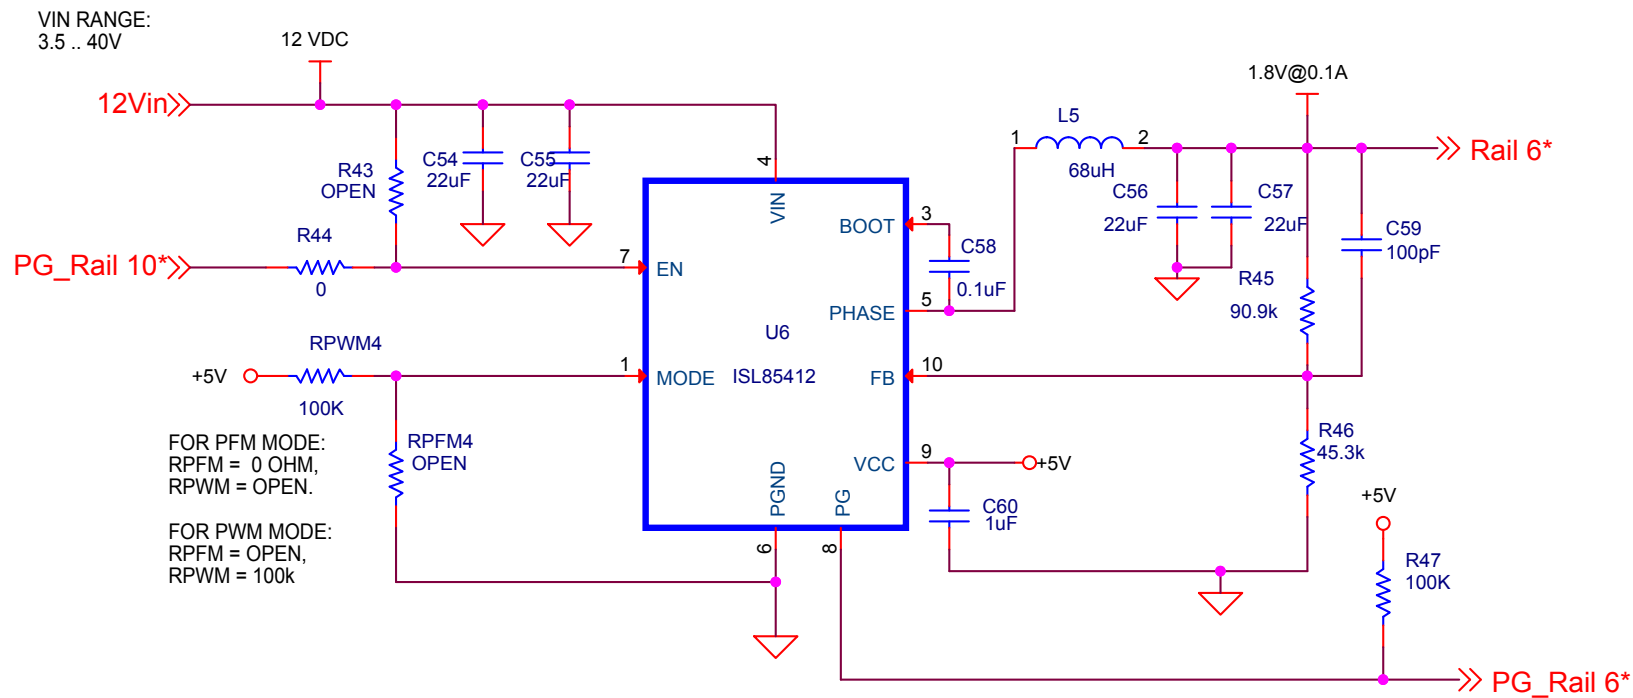 VIN RANGE:
3.5 .. 40V
12 VDC
12Vin
R43
OPEN
C54
22uF
C55
22uF
4
VIN
R44
0
PG_Rail 10*
7
EN
RPWM4
+5V
100K
1
MODE
U6
ISL85412
FOR PFM MODE:
RPFM = 0 OHM,
RPWM = OPEN.
FOR PWM MODE:
RPFM = OPEN,
RPWM = 100k
RPFM4
OPEN
PGND
6
PG
8
BOOT
3
C58
0.1uF
PHASE
5
FB
10
VCC
9
+5V
C60
1uF
1
L5
2
68uH
1.8V@0.1A
Rail 6*
C56
22uF
C57
22uF
C59
100pF
R45
90.9k
R46
45.3k
+5V
R47
100K
PG_Rail 6*